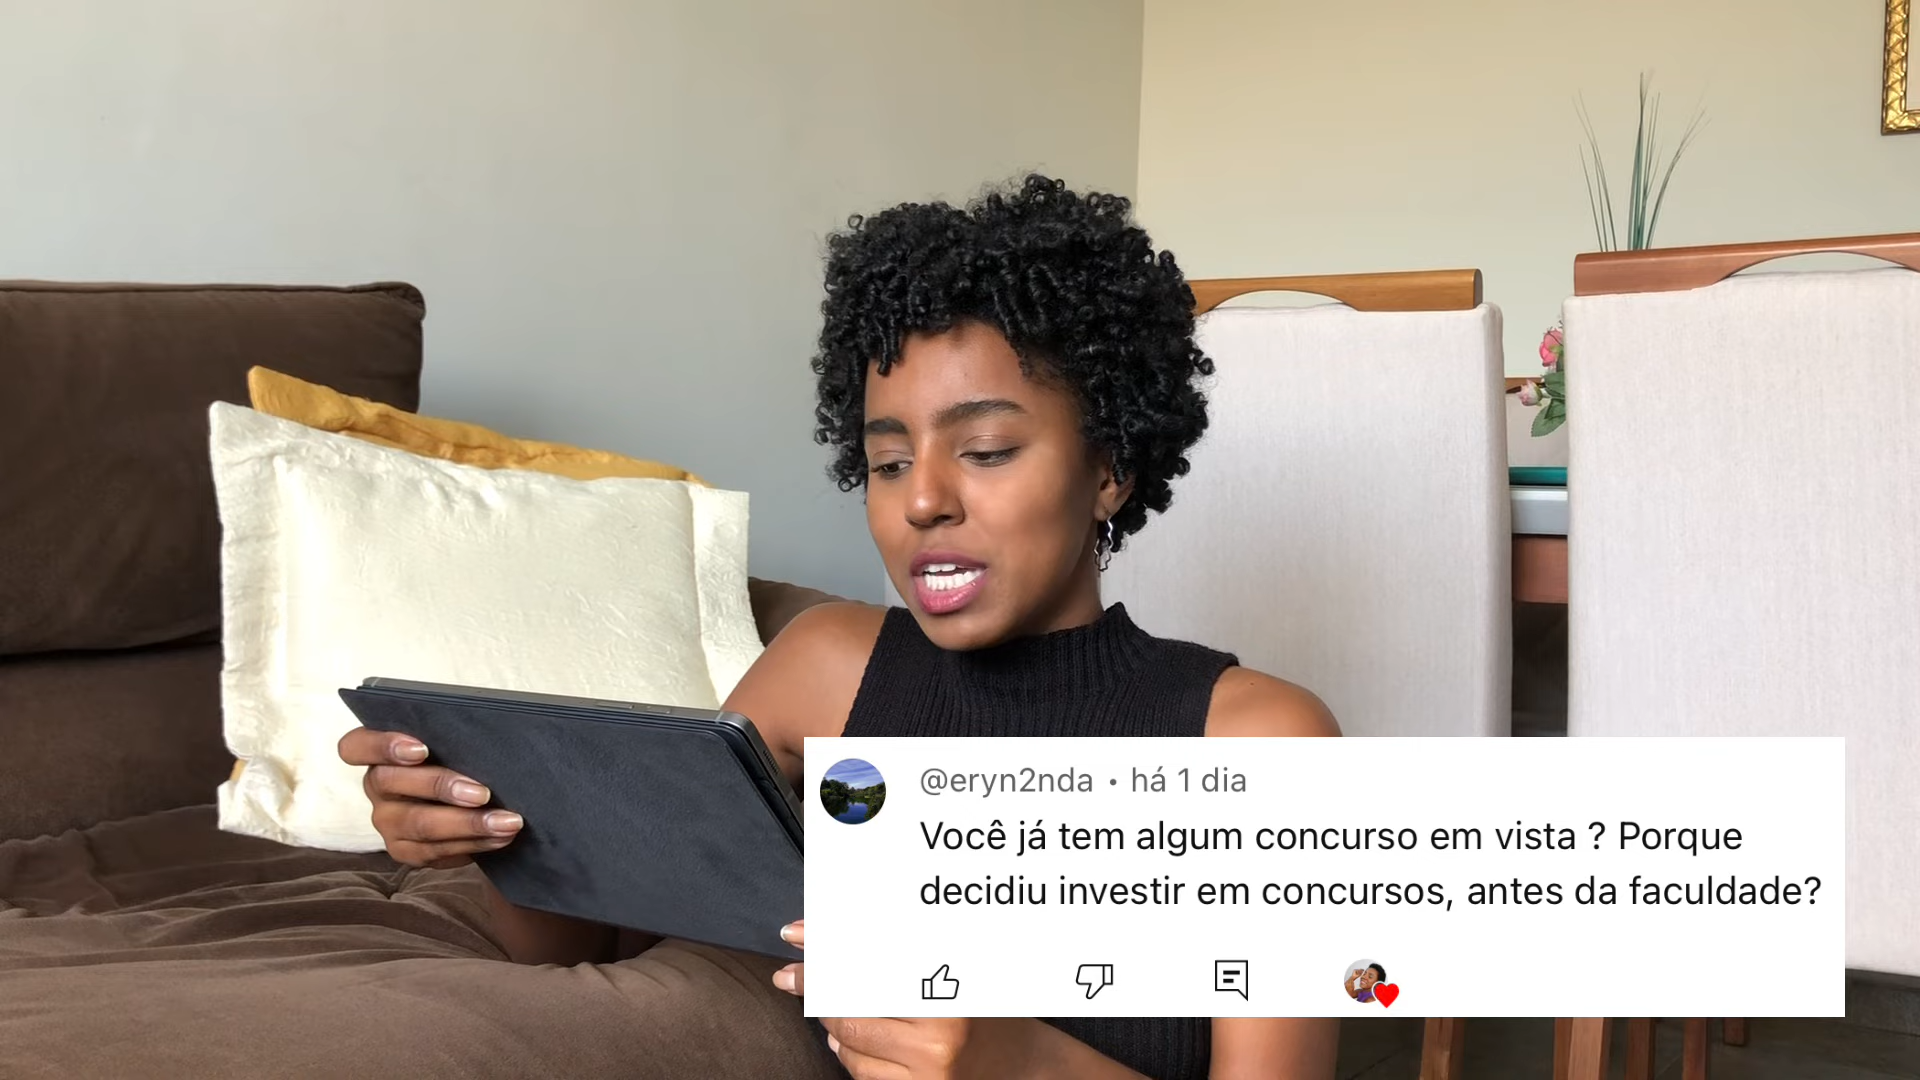 @eryn2nda • há 1 dia
Você já tem algum concurso em vista ? Porque
decidiu investir em concursos, antes da faculdade?